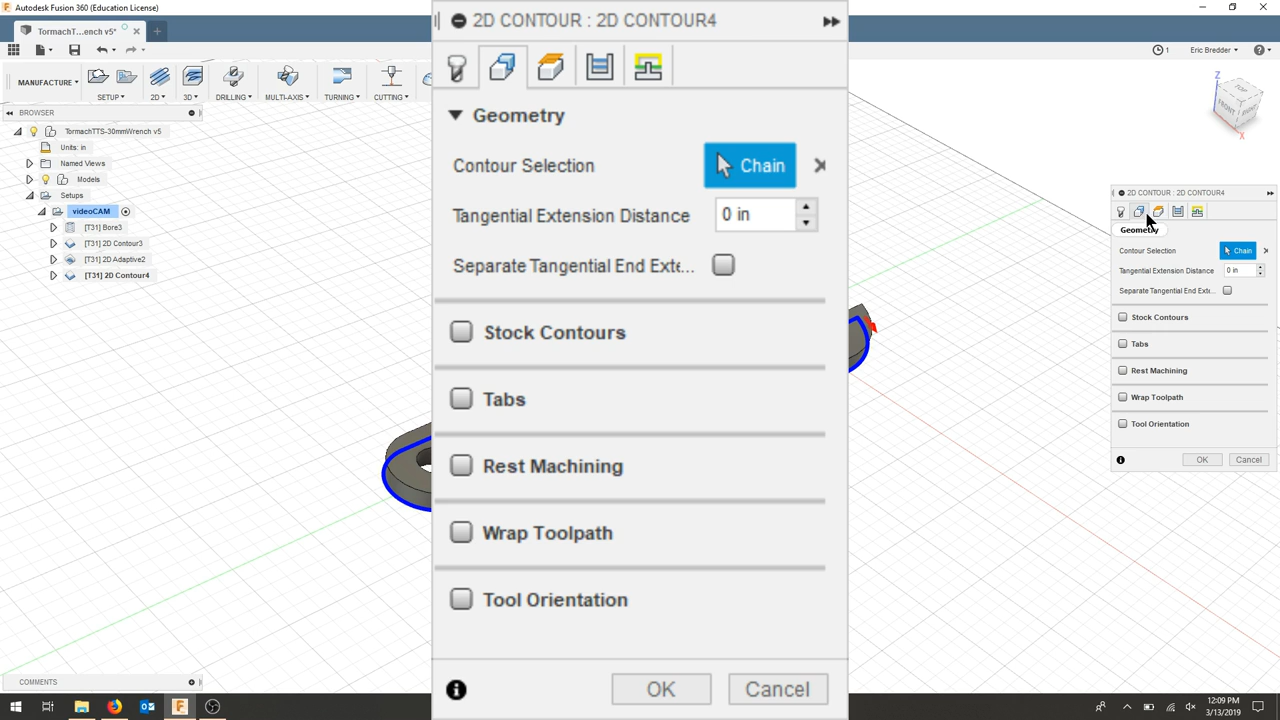 Autodesk Fusion 360 (Education License)
TormachT...ench v5*
1
Eric Bredder
MANUFACTURE
SETUP
2D
3D
DRILLING
MULTI-AXIS
TURNING
CUTTING
BROWSER
TormachTTS-30mmWrench v5
Units: in
Named Views
Models
Setups
videoCAM
[T31] Bore3
[T31] 2D Contour3
[T31] 2D Adaptive2
[T31] 2D Contour4
2D CONTOUR : 2D CONTOUR4
Geometry
Contour Selection
Chain
Tangential Extension Distance
0 in
Separate Tangential End Exte...
Stock Contours
Tabs
Rest Machining
Wrap Toolpath
Tool Orientation
OK
Cancel
Z
TOP
FRONT
RIGHT
X
2D CONTOUR : 2D CONTOUR4
Geometry
Contour Selection
Chain
Tangential Extension Distance
0 in
Separate Tangential End Exte...
Stock Contours
Tabs
Rest Machining
Wrap Toolpath
Tool Orientation
OK
Cancel
COMMENTS
12:09 PM
3/13/2019